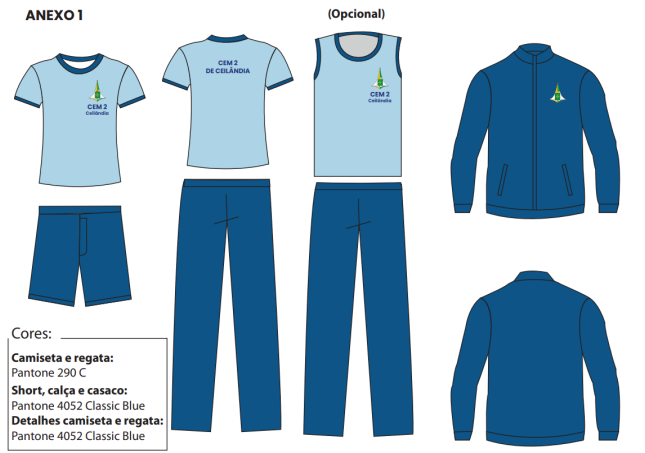 ANEXO 1
(Opcional)
CEM 2
Ceilândia
CEM 2
DE CEILÂNDIA
CEM 2
Ceilândia
Cores:
Camiseta e regata:
Pantone 290 C
Short, calça e casaco:
Pantone 4052 Classic Blue
Detalhes camiseta e regata:
Pantone 4052 Classic Blue